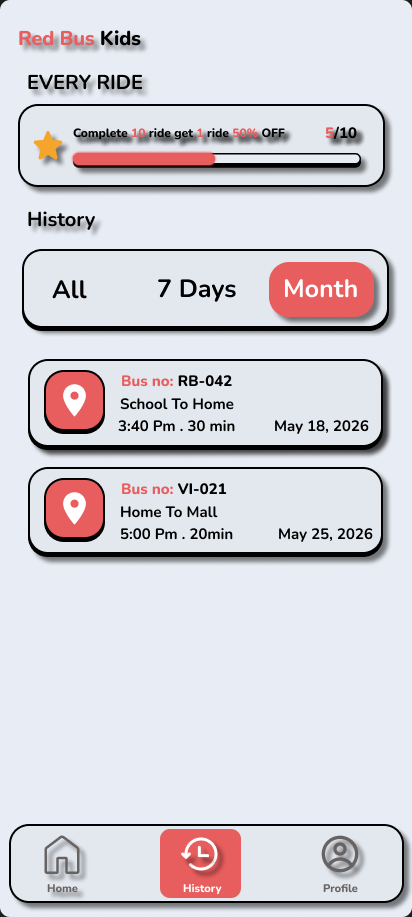 Red Bus Kids
EVERY RIDE
Complete 10 ride get 1 ride 50% OFF. 5/10
History
All 7 Days Month
Bus no: RB-042
School To Home
3:40 Pm . 30 min May 18, 2026
Bus no: VI-021
Home To Mall
5:00 Pm . 20min May 25, 2026
Home History Profile